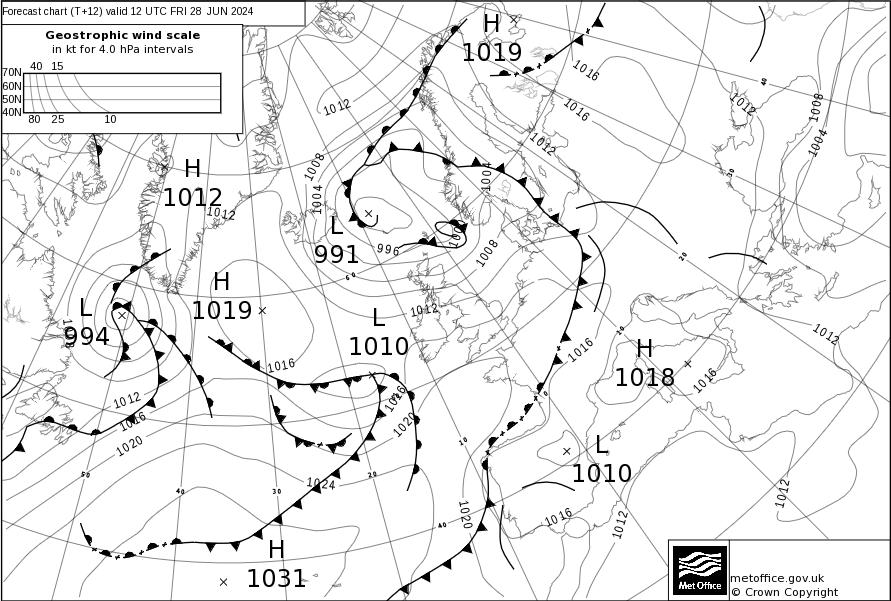 Forecast chart (T+12) valid 12 UTC FRI 28 JUN 2024
Geostrophic wind scale
in kt for 4.0 hPa intervals
40 15
70N
60N
50N
40N
80 25 10
H
1019
1016
1016
1012
1012
1012
1008
1004
1008
1004
1004
H
1012
1012
L
991
996
1008
H
1019
L
994
L
1010
1012
1016
1016
H
1018
1016
1012
1012
1016
1020
1016
1020
1024
L
1010
1020
1016
1012
1012
H
1031
60
50
40
30
20
10
40
40
30
20
10
Met Office
metoffice.gov.uk
© Crown Copyright